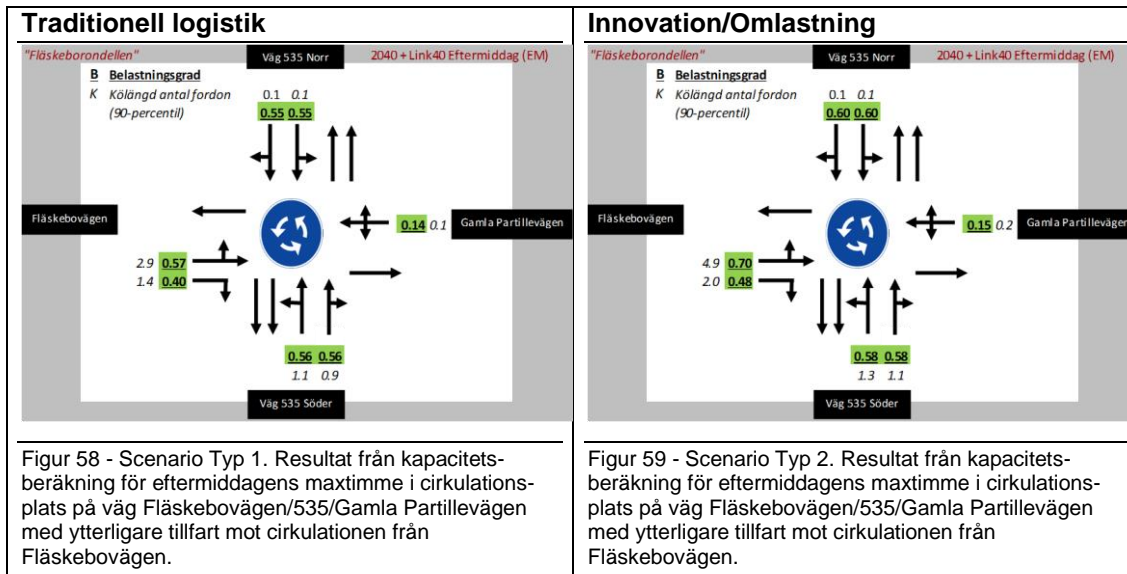 Traditionell logistik
"Fläskeborondellen"
Väg 535 Norr
2040 + Link40 Eftermiddag (EM)
B Belastningsgrad
K Kölängd antal fordon
(90-percentil)
0.1 0.1
0.55 0.55
Fläskebovägen
0.14 0.1
Gamla Partillevägen
2.9 0.57
1.4 0.40
0.56 0.56
1.1 0.9
Väg 535 Söder
Figur 58 - Scenario Typ 1. Resultat från kapacitets-
beräkning för eftermiddagens maxtimme i cirkulations-
plats på väg Fläskebovägen/535/Gamla Partillevägen
med ytterligare tillfart mot cirkulationen från
Fläskebovägen.
Innovation/Omlastning
"Fläskeborondellen"
Väg 535 Norr
2040 + Link40 Eftermiddag (EM)
B Belastningsgrad
K Kölängd antal fordon
(90-percentil)
0.1 0.1
0.60 0.60
Fläskebovägen
0.15 0.2
Gamla Partillevägen
4.9 0.70
2.0 0.48
0.58 0.58
1.3 1.1
Väg 535 Söder
Figur 59 - Scenario Typ 2. Resultat från kapacitets-
beräkning för eftermiddagens maxtimme i cirkulations-
plats på väg Fläskebovägen/535/Gamla Partillevägen
med ytterligare tillfart mot cirkulationen från
Fläskebovägen.